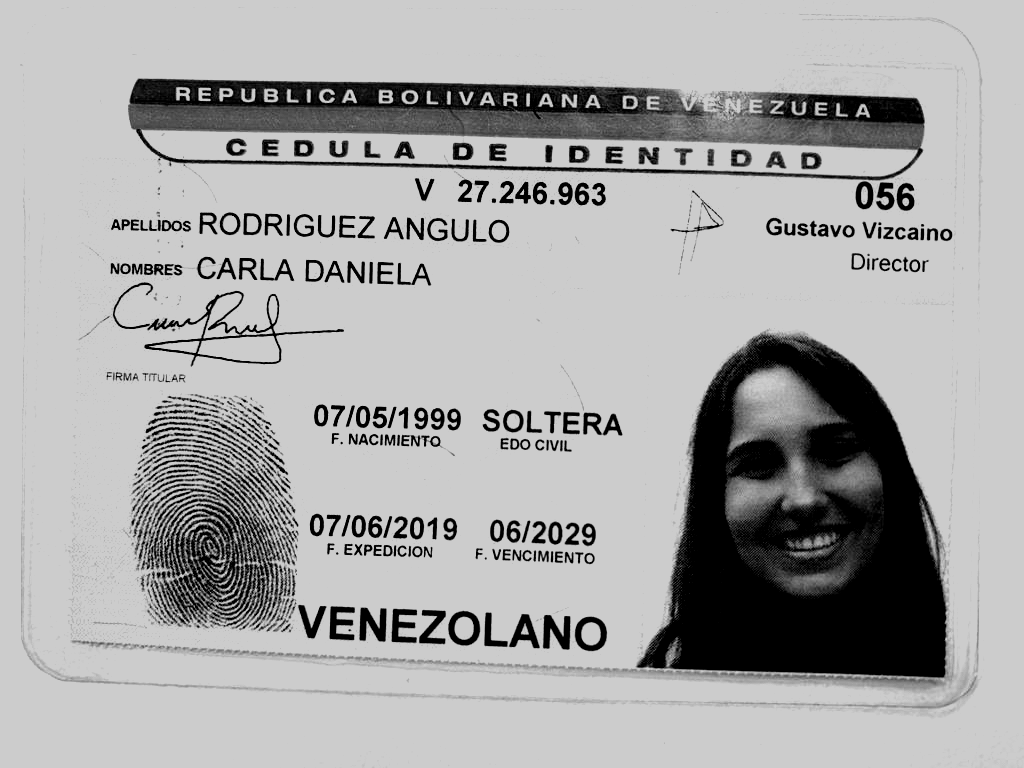 REPUBLICA BOLIVARIANA DE VENEZUELA
CEDULA DE IDENTIDAD
V 27.246.963
056
Gustavo Vizcaino
Director
APELLIDOS RODRIGUEZ ANGULO
NOMBRES CARLA DANIELA
FIRMA TITULAR
07/05/1999 SOLTERA
F. NACIMIENTO EDO CIVIL
07/06/2019 06/2029
F. EXPEDICION F. VENCIMIENTO
VENEZOLANO